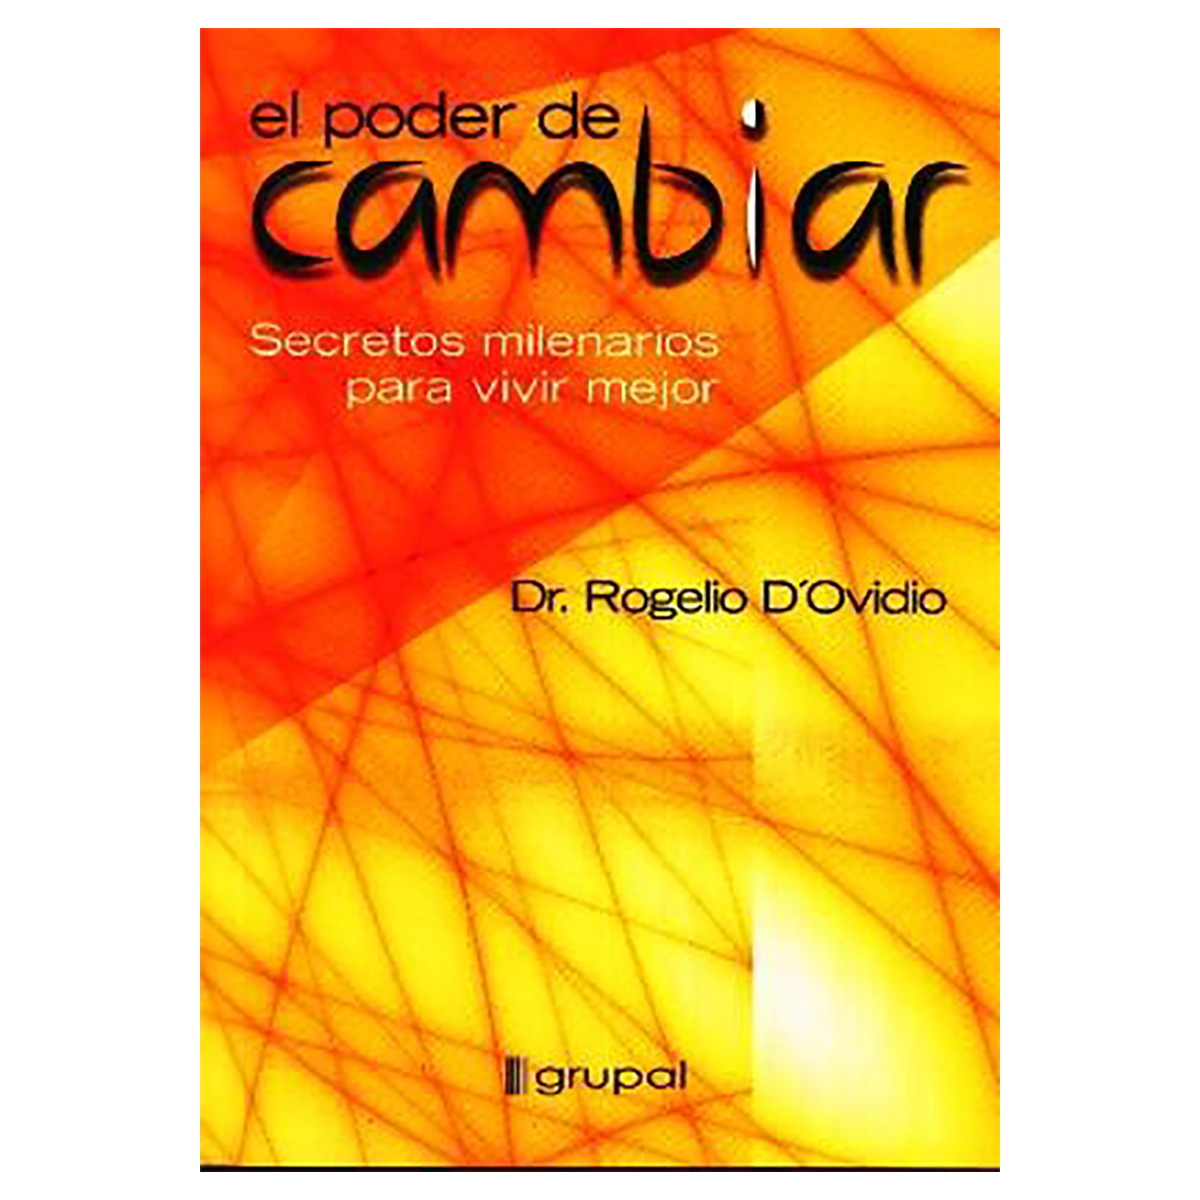 el poder de
cambiar
Secretos milenarios
para vivir mejor
Dr. Rogelio D´Ovidio
grupal